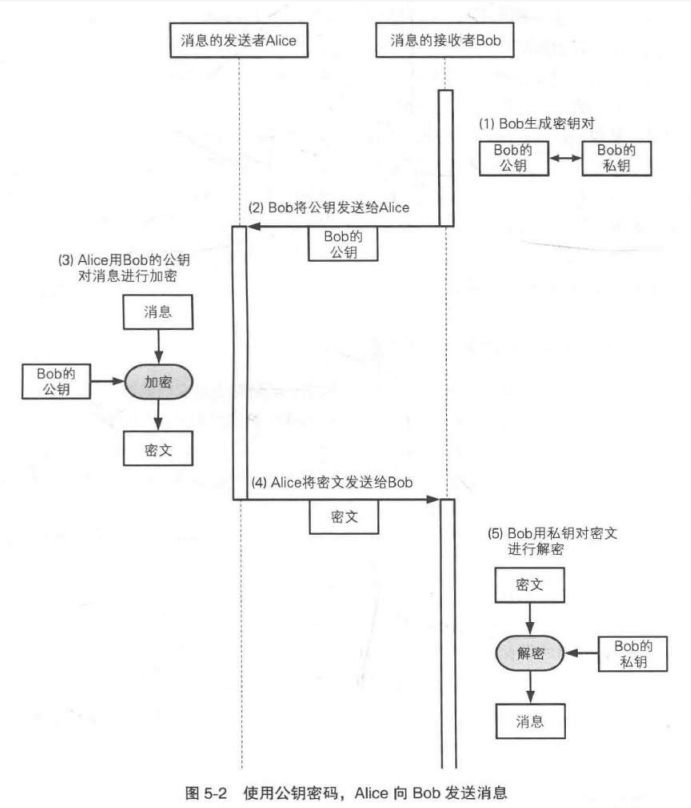 消息的发送者Alice
消息的接收者Bob
(1) Bob生成密钥对
Bob的
公钥
Bob的
私钥
(2) Bob将公钥发送给Alice
Bob的
公钥
(3) Alice用Bob的公钥
对消息进行加密
消息
Bob的
公钥
加密
密文
(4) Alice将密文发送给Bob
密文
(5) Bob用私钥对密文
进行解密
密文
解密
Bob的
私钥
消息
图 5-2 使用公钥密码，Alice 向 Bob 发送消息